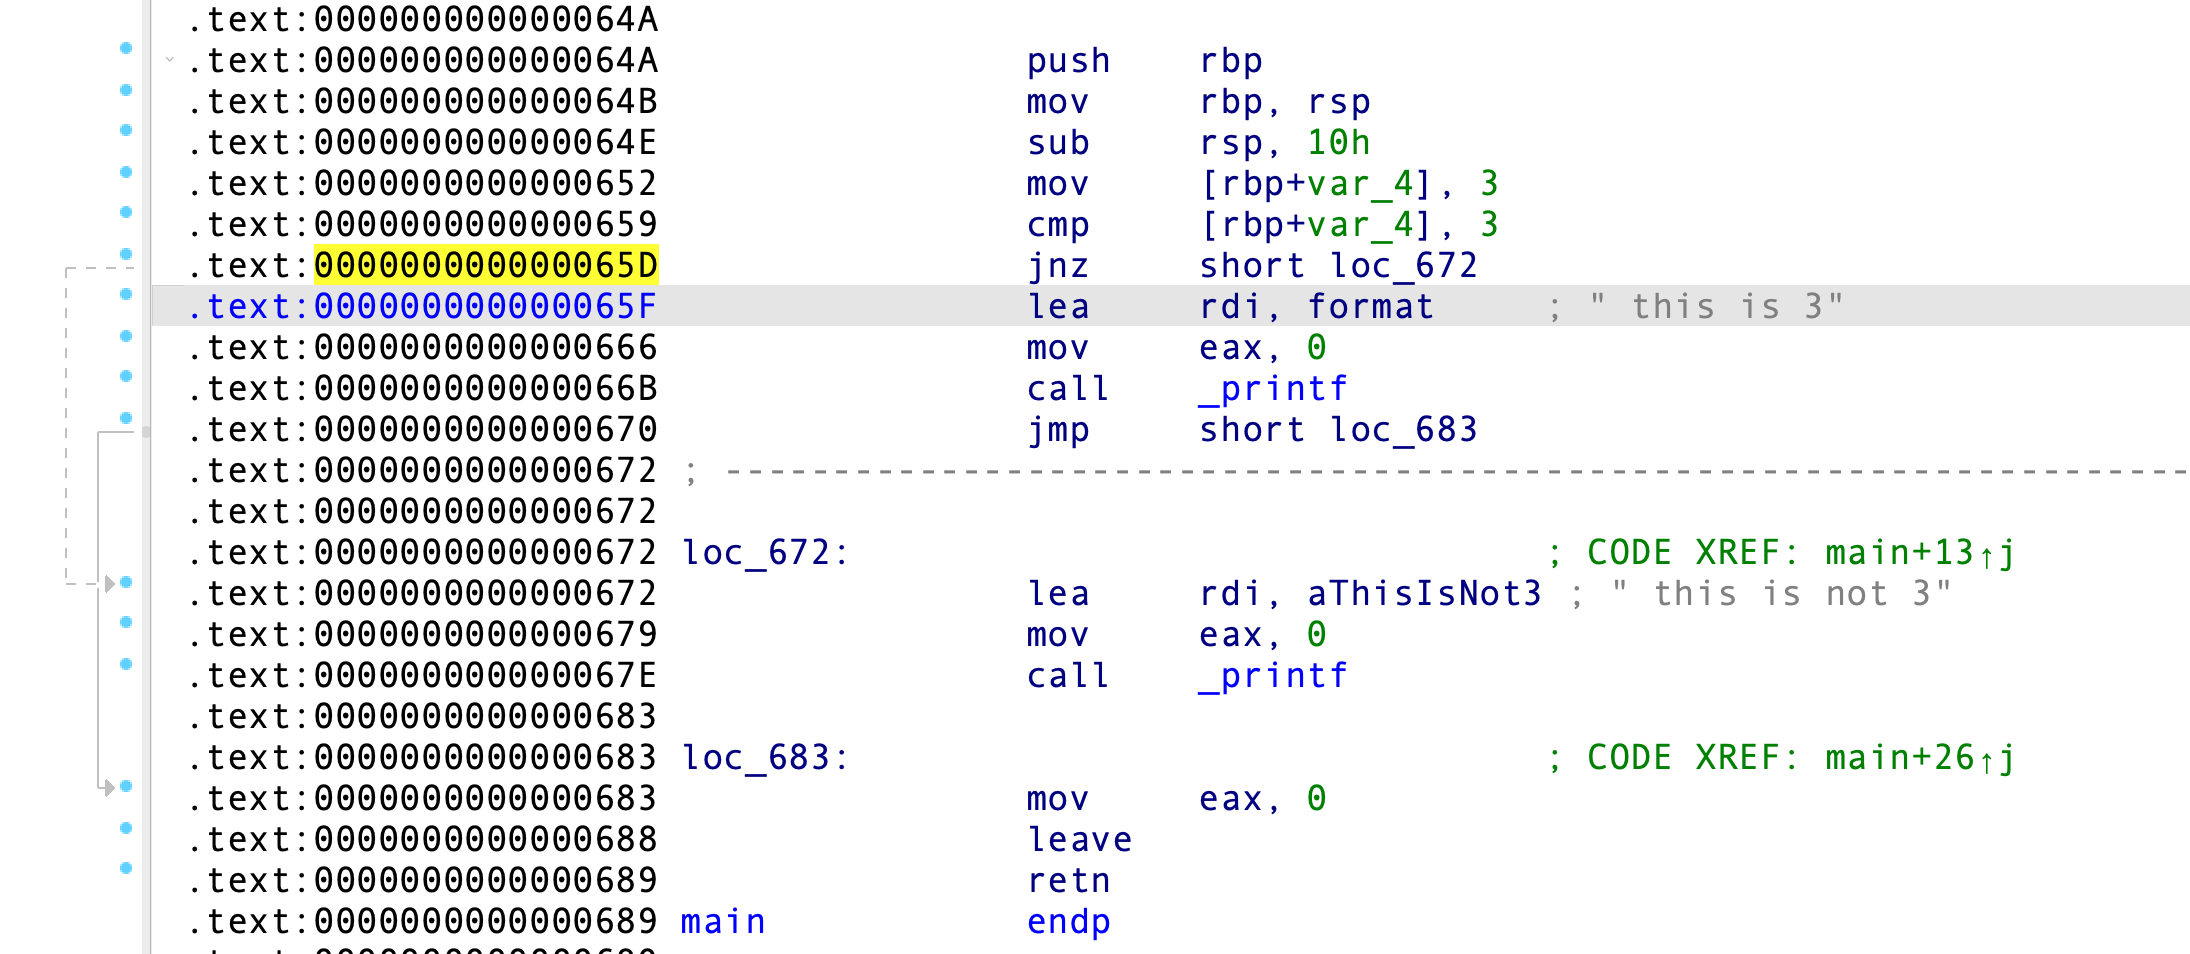 .text:000000000000064A
.text:000000000000064A push rbp
.text:000000000000064B mov rbp, rsp
.text:000000000000064E sub rsp, 10h
.text:0000000000000652 mov [rbp+var_4], 3
.text:0000000000000659 cmp [rbp+var_4], 3
.text:000000000000065D jnz short loc_672
.text:000000000000065F lea rdi, format ; " this is 3"
.text:0000000000000666 mov eax, 0
.text:000000000000066B call _printf
.text:0000000000000670 jmp short loc_683
.text:0000000000000672 ; ---------------------------------------------------------------------
.text:0000000000000672
.text:0000000000000672 loc_672: ; CODE XREF: main+13↑j
.text:0000000000000672 lea rdi, aThisIsNot3 ; " this is not 3"
.text:0000000000000679 mov eax, 0
.text:000000000000067E call _printf
.text:0000000000000683
.text:0000000000000683 loc_683: ; CODE XREF: main+26↑j
.text:0000000000000683 mov eax, 0
.text:0000000000000688 leave
.text:0000000000000689 retn
.text:0000000000000689 main endp